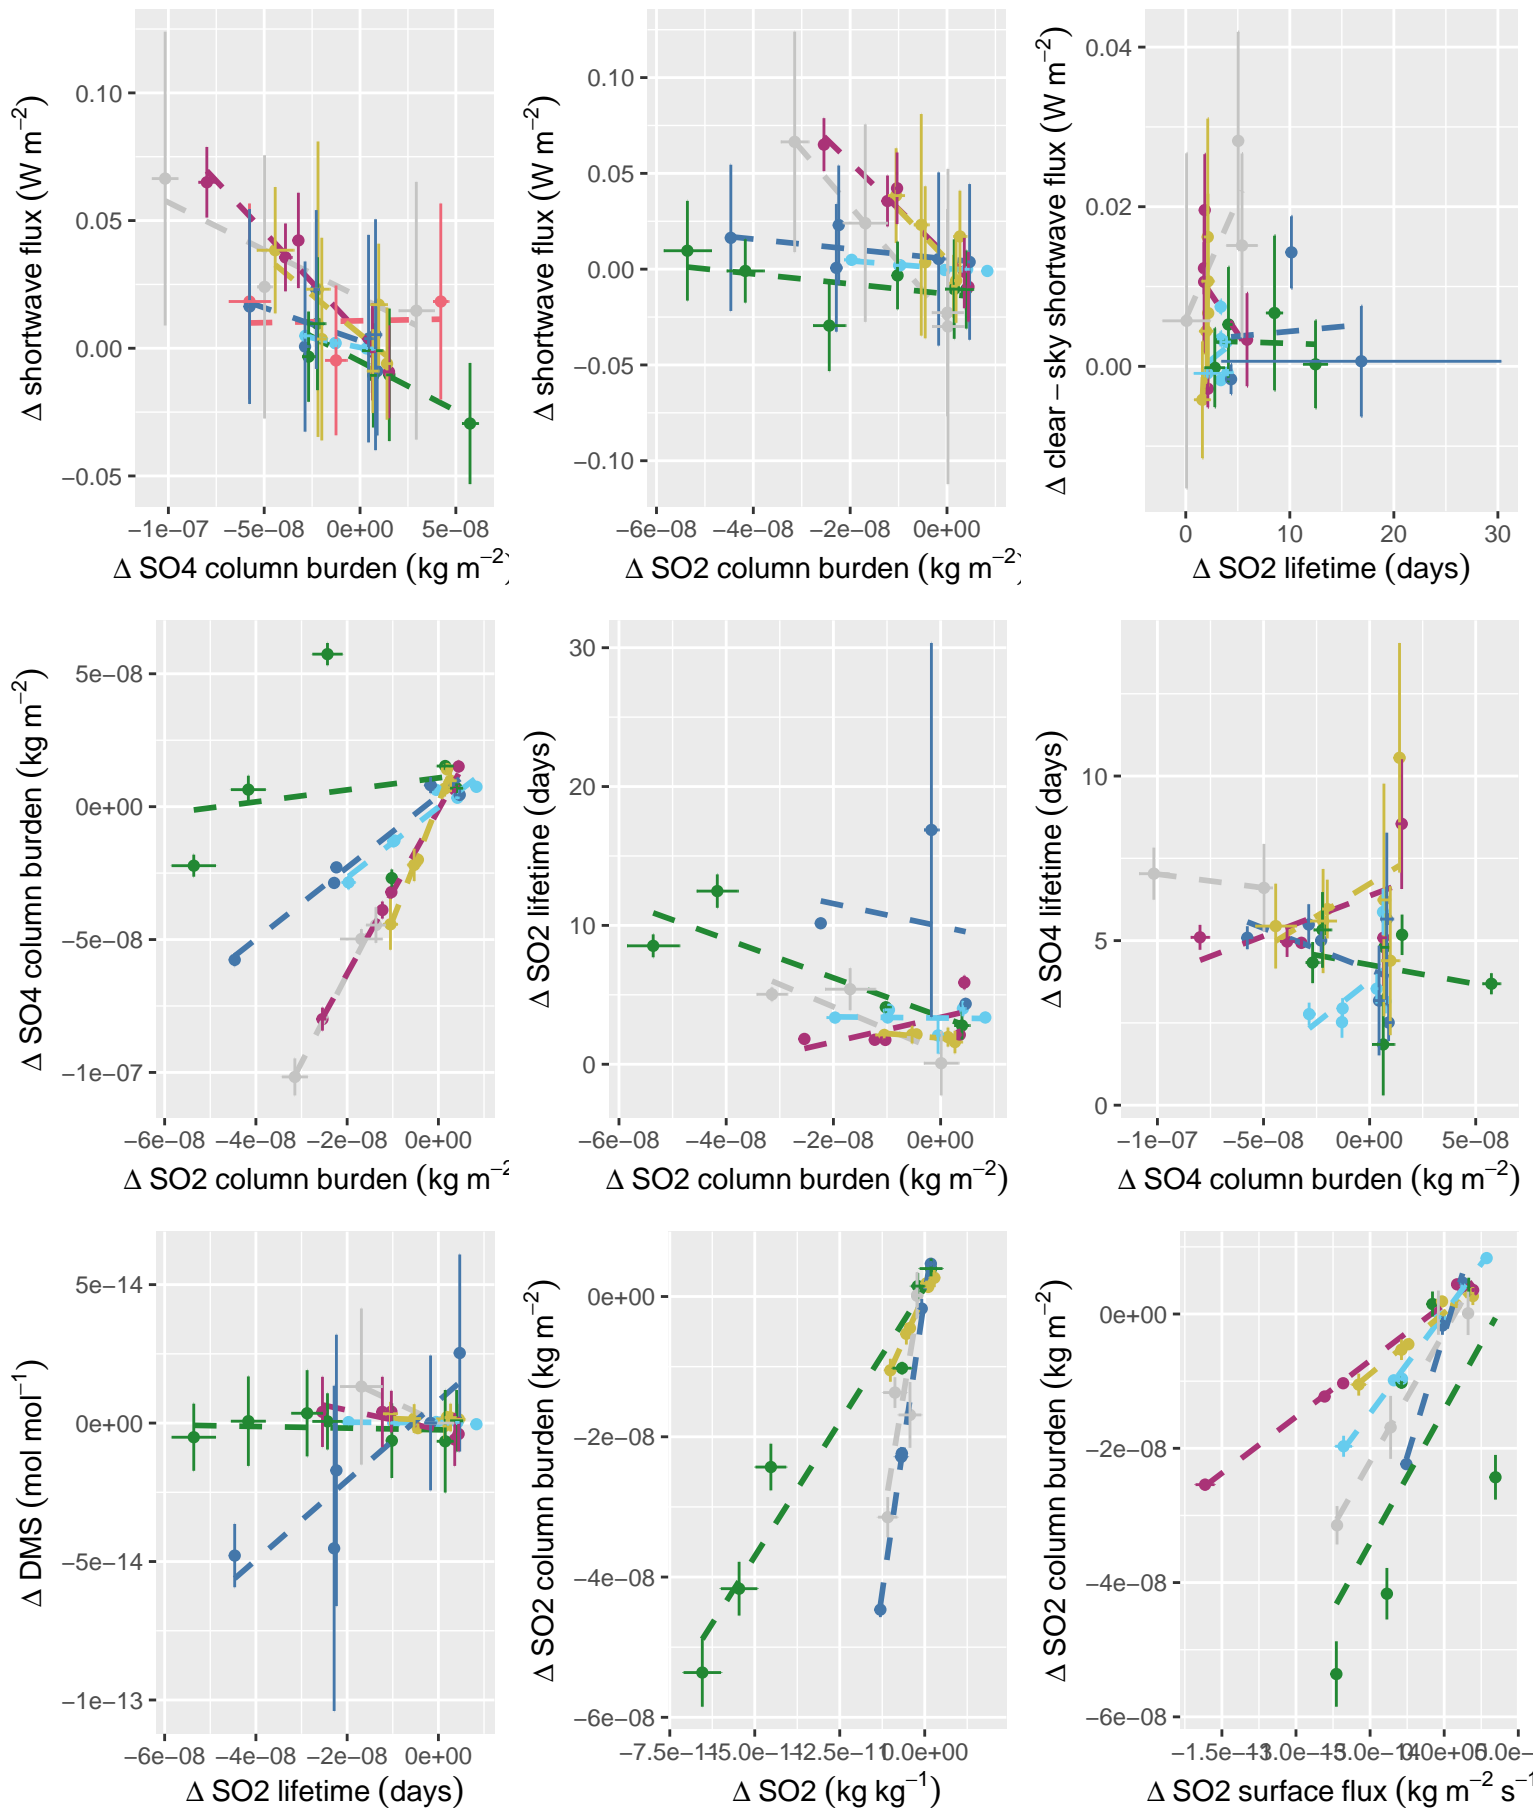 Δ shortwave flux (W m−2)
0.10
0.05
0.00
−0.05
−1e−07 −5e−08 0e+00 5e−08
Δ SO4 column burden (kg m−2)
Δ shortwave flux (W m−2)
0.10
0.05
0.00
−0.05
−0.10
−6e−08 −4e−08 −2e−08 0e+00
Δ SO2 column burden (kg m−2)
Δ clear − sky shortwave flux (W m−2)
0.04
0.02
0.00
0 10 20 30
Δ SO2 lifetime (days)
Δ SO4 column burden (kg m−2)
5e−08
0e+00
−5e−08
−1e−07
−6e−08 −4e−08 −2e−08 0e+00
Δ SO2 column burden (kg m−2
Δ SO2 lifetime (days)
30
20
10
0
−6e−08 −4e−08 −2e−08 0e+00
Δ SO2 column burden (kg m−2)
Δ SO4 lifetime (days)
10
5
0
−1e−07 −5e−08 0e+00 5e−08
Δ SO4 column burden (kg m−2)
Δ DMS (mol mol−1)
5e−14
0e+00
−5e−14
−1e−13
−6e−08 −4e−08 −2e−08 0e+00
Δ SO2 lifetime (days)
Δ SO2 column burden (kg m−2)
0e+00
−2e−08
−4e−08
−6e−08
Δ SO2 (kg kg−1)
Δ SO2 column burden (kg m−2)
0e+00
−2e−08
−4e−08
−6e−08
Δ SO2 surface flux (kg m−2 s−1